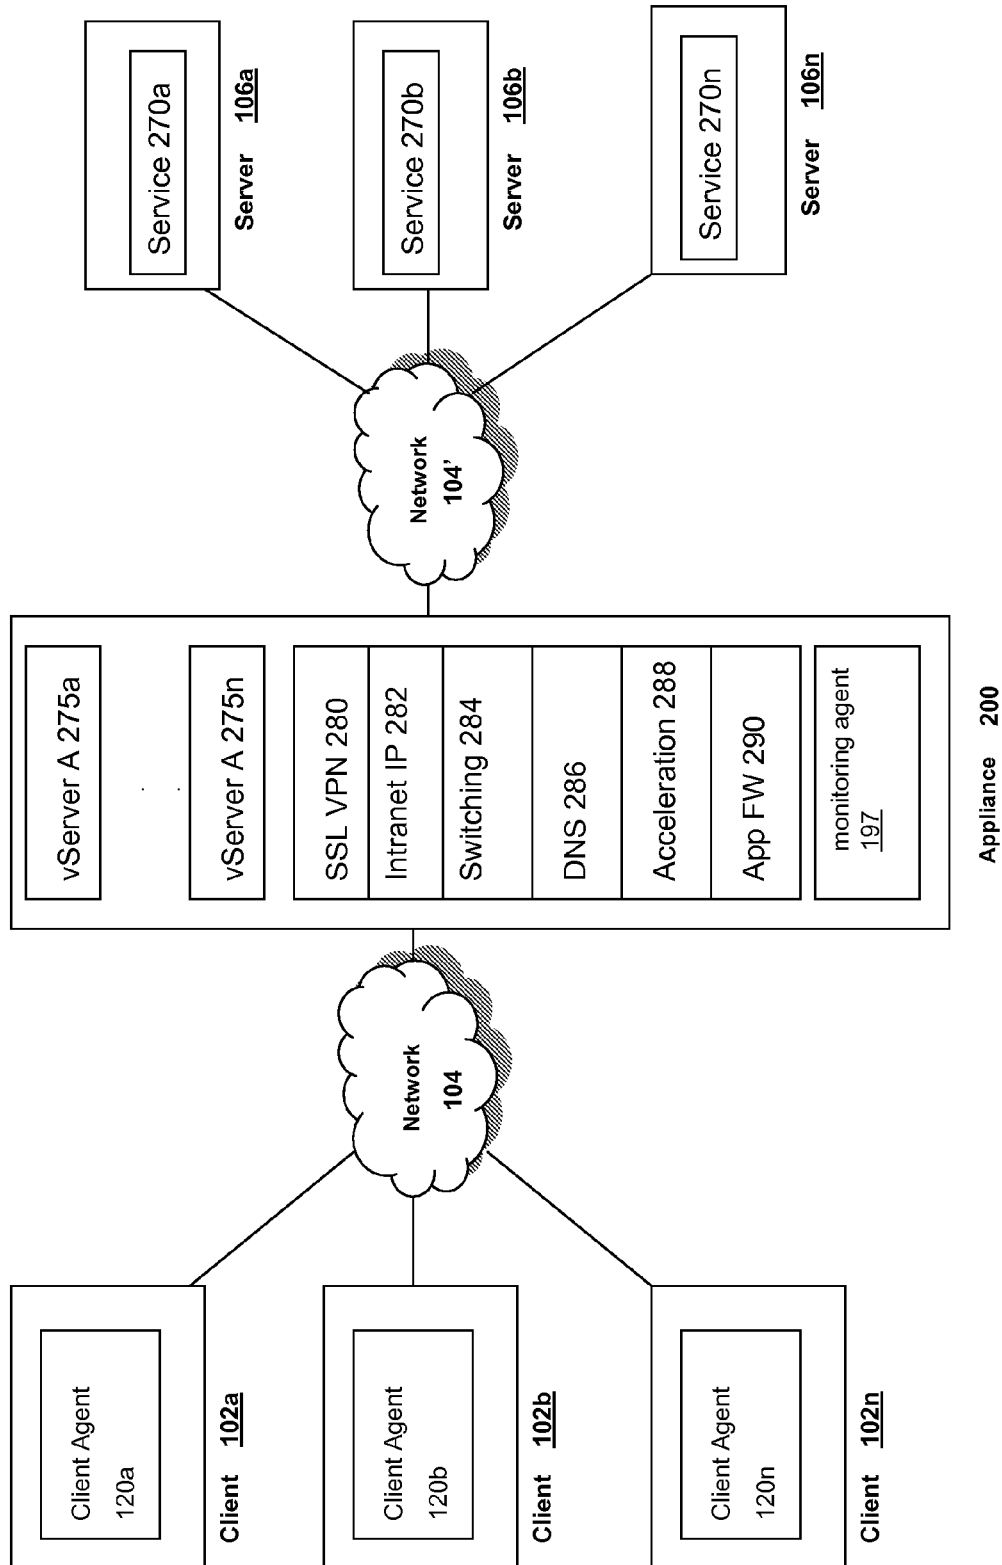 Client Agent
120a
Client 102a
Client Agent
120b
Client 102b
Client Agent
120n
Client 102n
Network
104
vServer A 275a
vServer A 275n
SSL VPN 280
Intranet IP 282
Switching 284
DNS 286
Acceleration 288
App FW 290
monitoring agent
197
Appliance 200
Network
104'
Service 270a
Server 106a
Service 270b
Server 106b
Service 270n
Server 106n